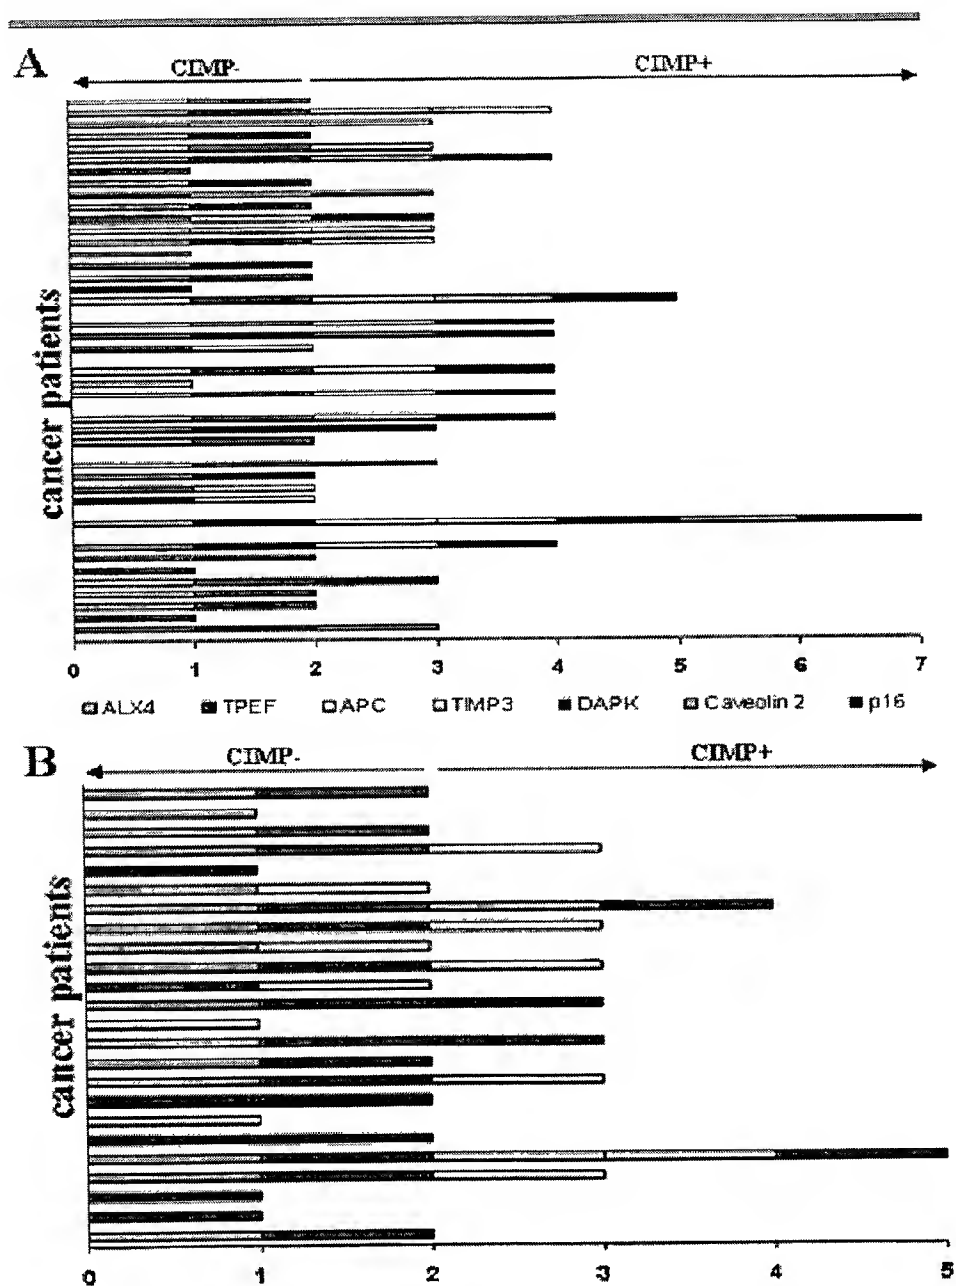 A
CIMP-
CIMP+
cancer patients
0 1 2 3 4 5 6 7
ALX4 TPEF APC TIMP3 DAPK Caveolin 2 p16
B
CIMP-
CIMP+
cancer patients
0 1 2 3 4 5